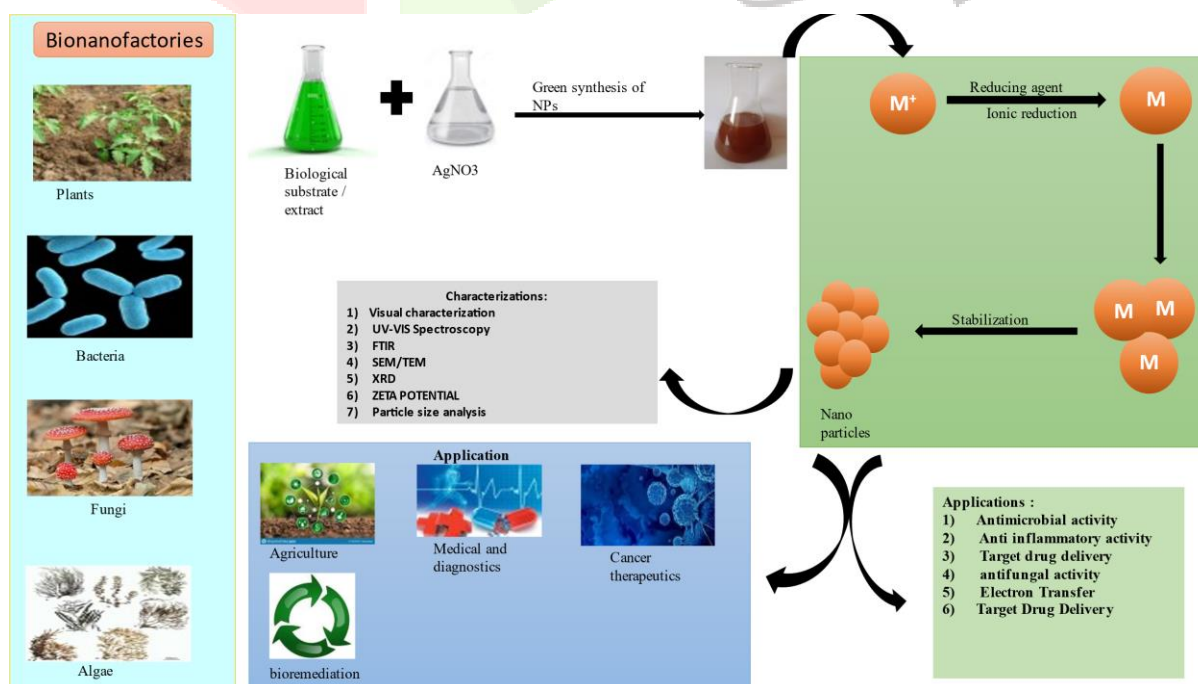 Bionanofactories
Plants
Bacteria
Fungi
Algae
Biological
substrate /
extract
AgNO3
Green synthesis of
NPs
M+
Reducing agent
Ionic reduction
M
M
M
M
Stabilization
Nano
particles
Characterizations:
1) Visual characterization
2) UV-VIS Spectroscopy
3) FTIR
4) SEM/TEM
5) XRD
6) ZETA POTENTIAL
7) Particle size analysis
Application
Agriculture
Medical and
diagnostics
Cancer
therapeutics
bioremediation
Applications :
1) Antimicrobial activity
2) Anti inflammatory activity
3) Target drug delivery
4) antifungal activity
5) Electron Transfer
6) Target Drug Delivery